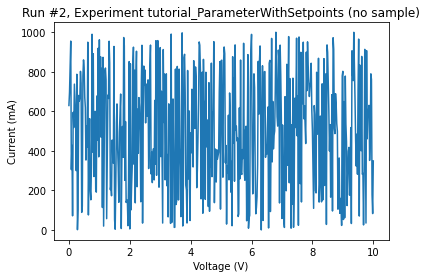 Run #2, Experiment tutorial_ParameterWithSetpoints (no sample)
1000
800
600
400
200
0
Current (mA)
0 2 4 6 8 10
Voltage (V)